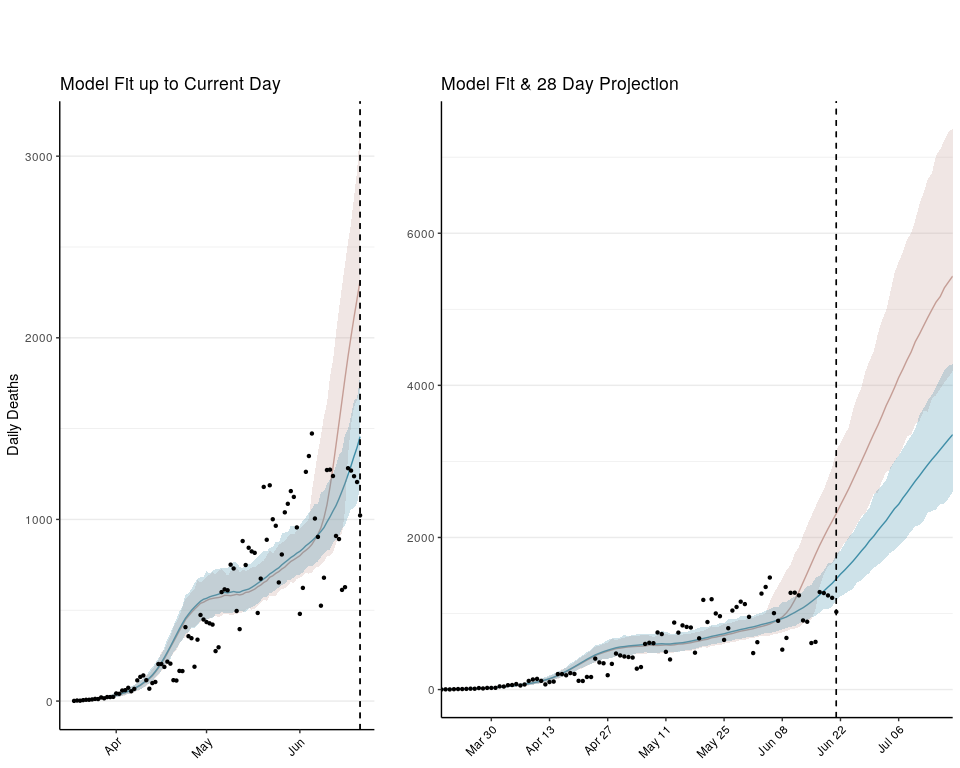 Model Fit up to Current Day
Daily Deaths
3000
2000
1000
0
Apr
May
Jun
Model Fit & 28 Day Projection
6000
4000
2000
0
Mar 30
Apr 13
Apr 27
May 11
May 25
Jun 08
Jun 22
Jul 06